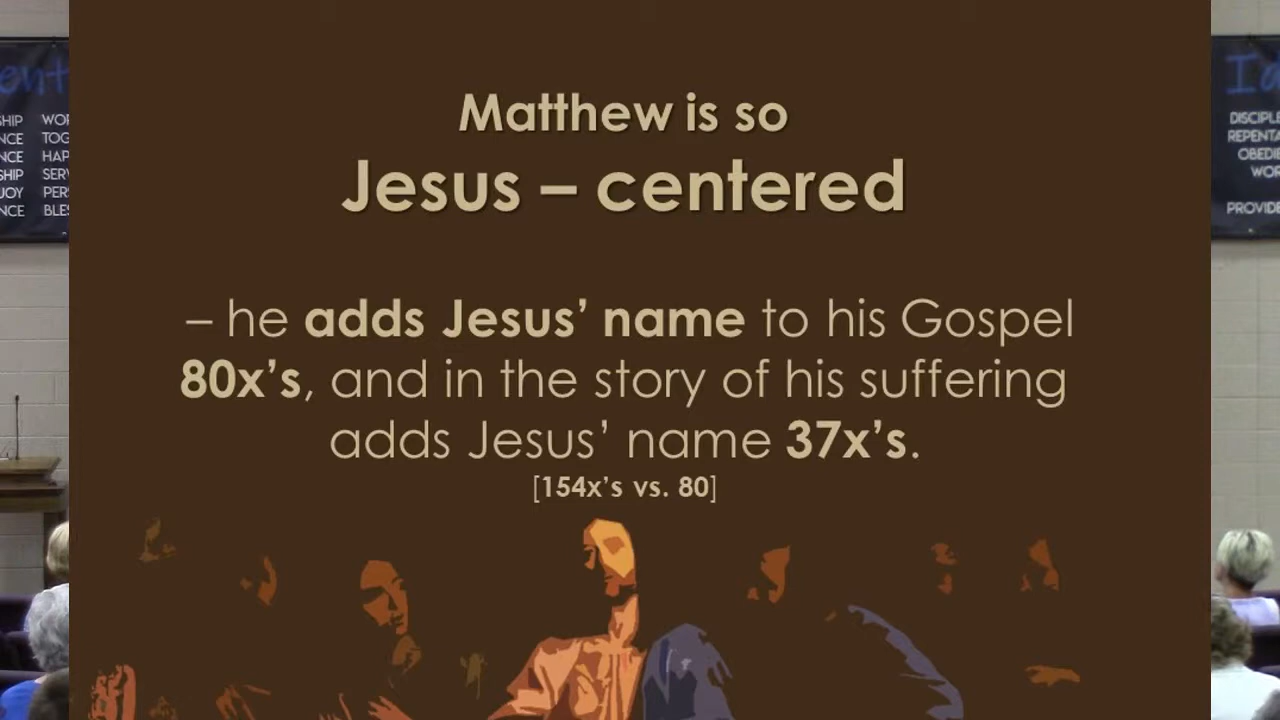 Matthew is so
Jesus – centered
– he adds Jesus’ name to his Gospel
80x’s, and in the story of his suffering
adds Jesus’ name 37x’s.
[154x’s vs. 80]